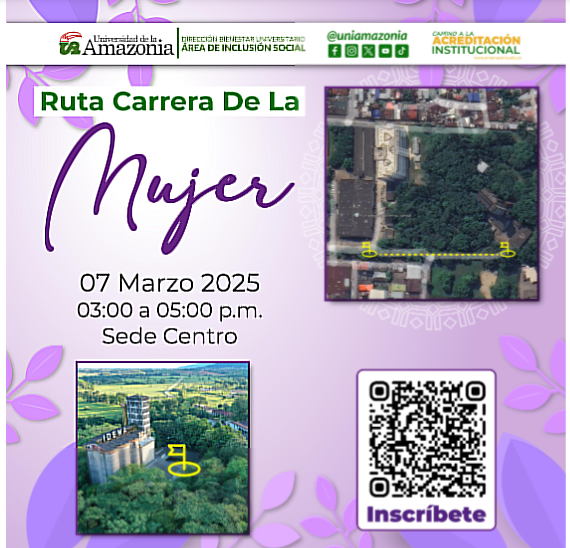 Universidad de la
Amazonia
DIRECCIÓN BIENESTAR UNIVERSITARIO
ÁREA DE INCLUSIÓN SOCIAL
@uniamazonia
CAMINO A LA
ACREDITACIÓN
INSTITUCIONAL
Ruta Carrera De La
Mujer
07 Marzo 2025
03:00 a 05:00 p.m.
Sede Centro
IDEMA
Inscríbete